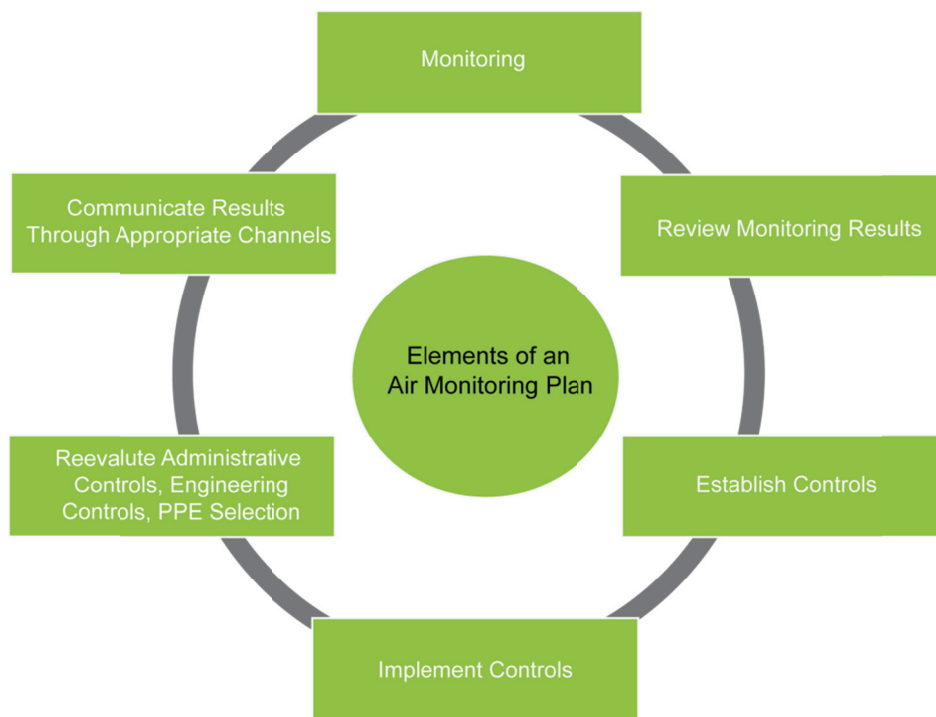 Monitoring
Communicate Results
Through Appropriate Channels
Review Monitoring Results
Elements of an
Air Monitoring Plan
Reevalute Administrative
Controls, Engineering
Controls, PPE Selection
Establish Controls
Implement Controls